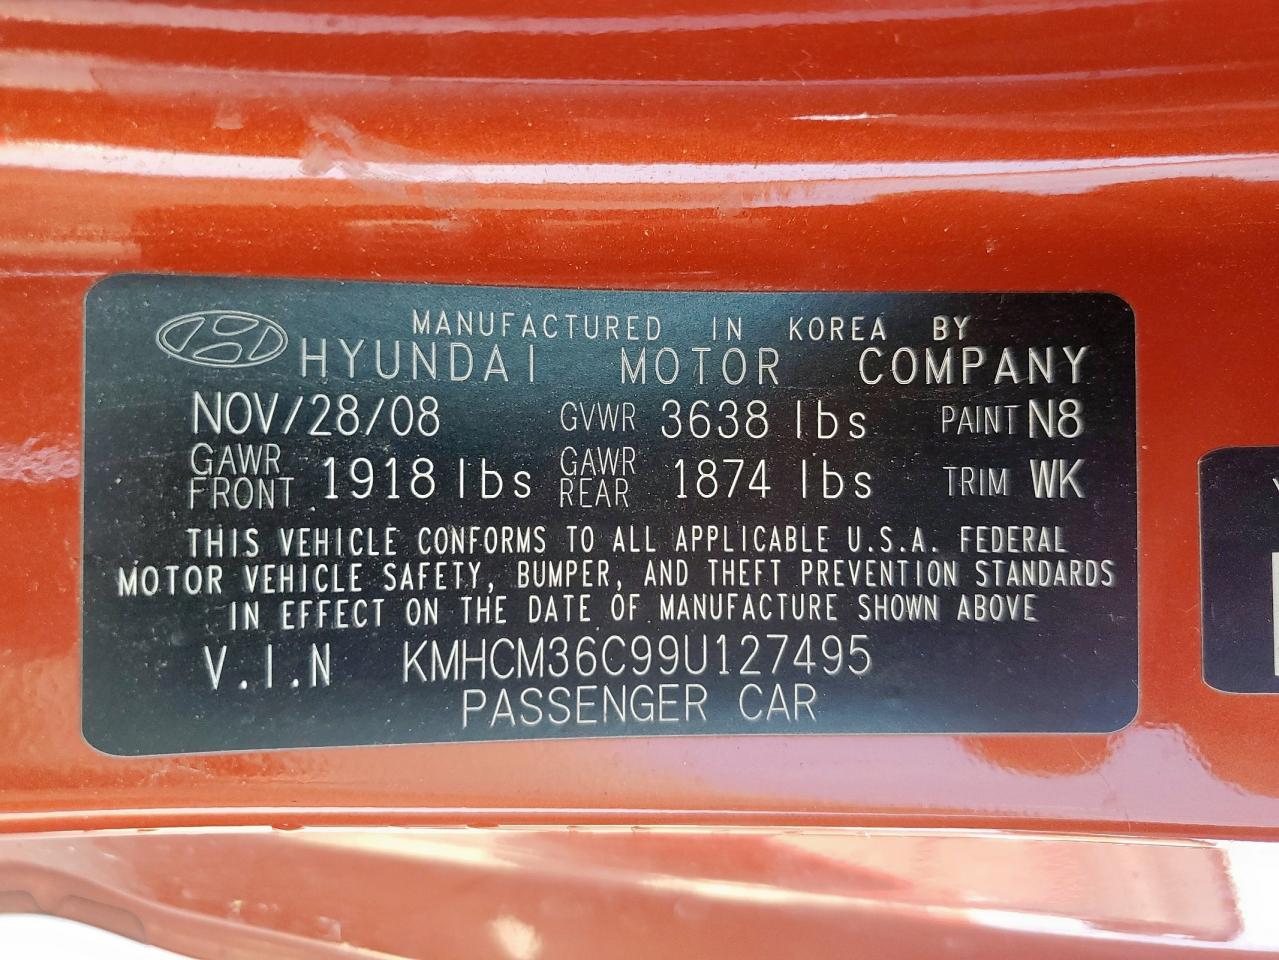 MANUFACTURED IN KOREA BY
HYUNDAI MOTOR COMPANY
NOV/28/08 GVWR 3638 lbs PAINT N8
GAWR FRONT 1918 lbs GAWR REAR 1874 lbs TRIM WK
THIS VEHICLE CONFORMS TO ALL APPLICABLE U.S.A. FEDERAL
MOTOR VEHICLE SAFETY, BUMPER, AND THEFT PREVENTION STANDARDS
IN EFFECT ON THE DATE OF MANUFACTURE SHOWN ABOVE
V.I.N KMHCM36C99U127495
PASSENGER CAR